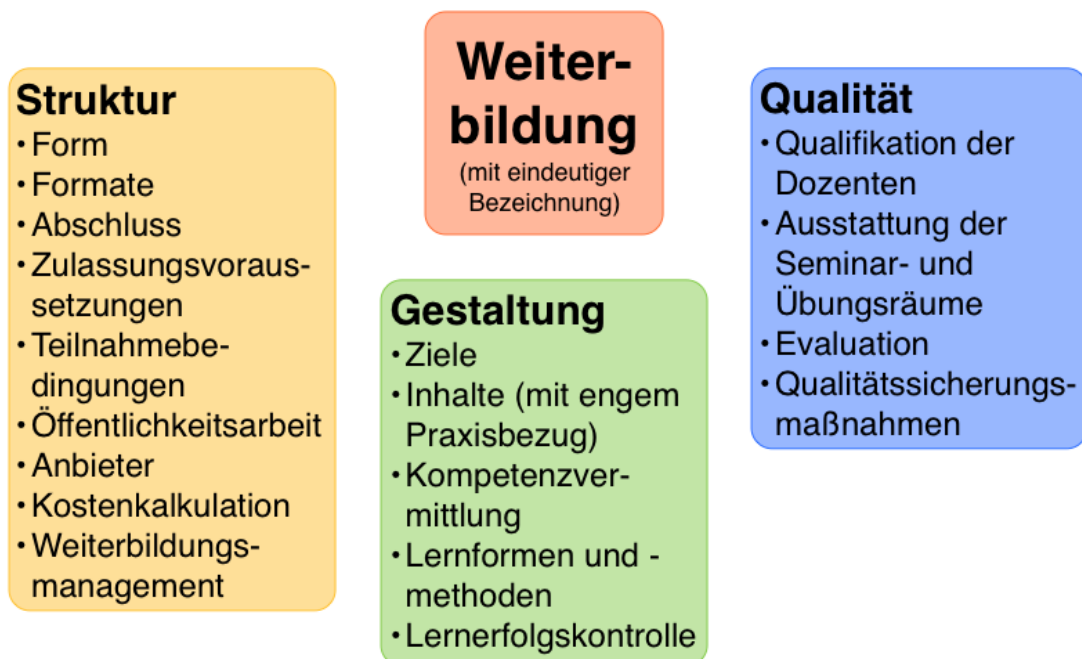 Weiter-
bildung
(mit eindeutiger
Bezeichnung)
Struktur
• Form
• Formate
• Abschluss
• Zulassungsvoraus-
setzungen
• Teilnahmebe-
dingungen
• Öffentlichkeitsarbeit
• Anbieter
• Kostenkalkulation
• Weiterbildungs-
management
Gestaltung
• Ziele
• Inhalte (mit engem
Praxisbezug)
• Kompetenzver-
mittlung
• Lernformen und -
methoden
• Lernerfolgskontrolle
Qualität
• Qualifikation der
Dozenten
• Ausstattung der
Seminar- und
Übungsräume
• Evaluation
• Qualitätssicherungs-
maßnahmen